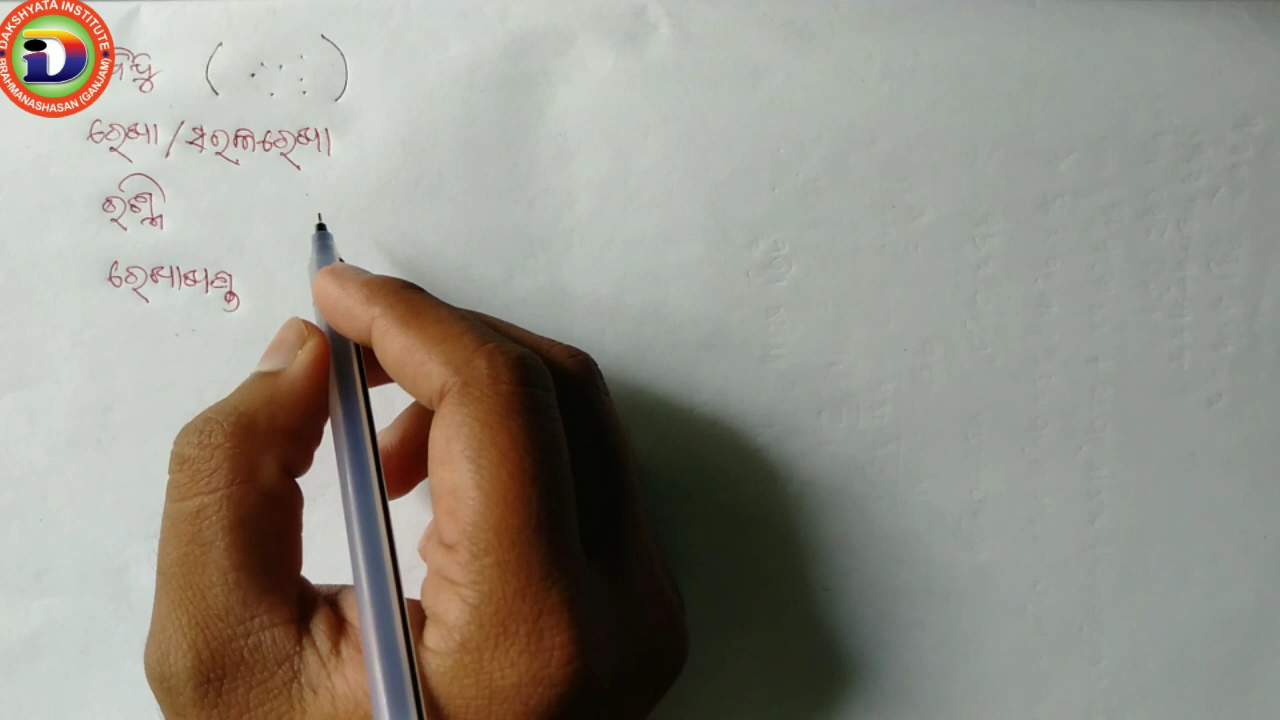 DAKSHYATA INSTITUTE
BRAHMANASHASAN (GANJAM)
ବିନ୍ଦୁ
ରେଖା / ସରଳରେଖା
ରଶ୍ମି
ରେଖାଖଣ୍ଡ